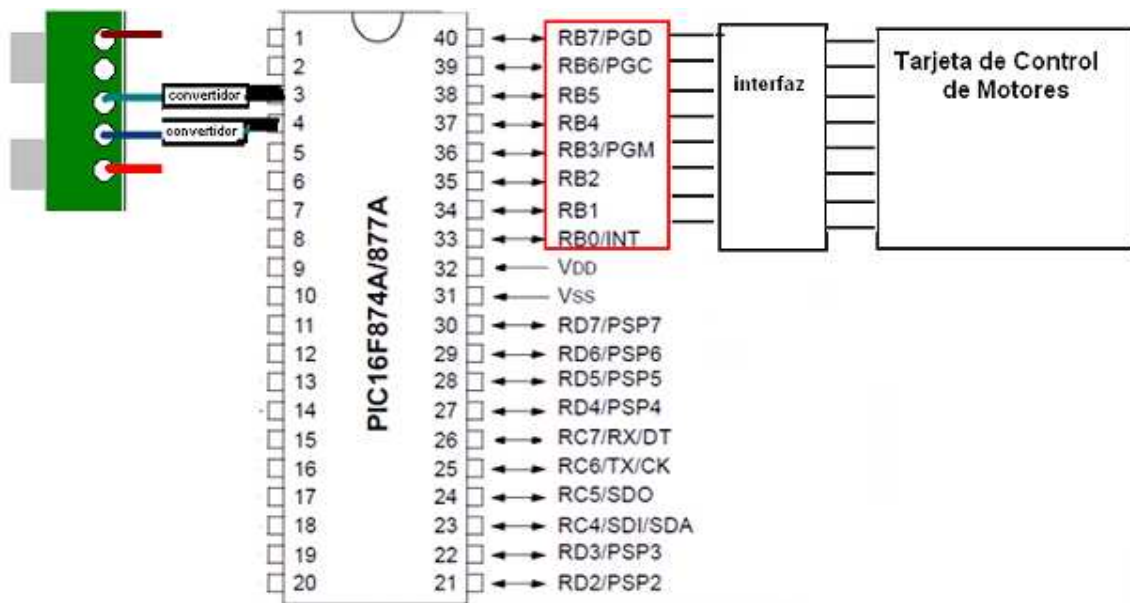 1 40 RB7/PGD
2 39 RB6/PGC
convertidor 3 38 RB5
convertidor 4 37 RB4
5 36 RB3/PGM
6 35 RB2
7 34 RB1
8 33 RB0/INT
9 32 VDD
10 31 VSS
11 30 RD7/PSP7
12 29 RD6/PSP6
13 28 RD5/PSP5
14 27 RD4/PSP4
15 26 RC7/RX/DT
16 25 RC6/TX/CK
17 24 RC5/SDO
18 23 RC4/SDI/SDA
19 22 RD3/PSP3
20 21 RD2/PSP2
PIC16F874A/877A
interfaz
Tarjeta de Control
de Motores